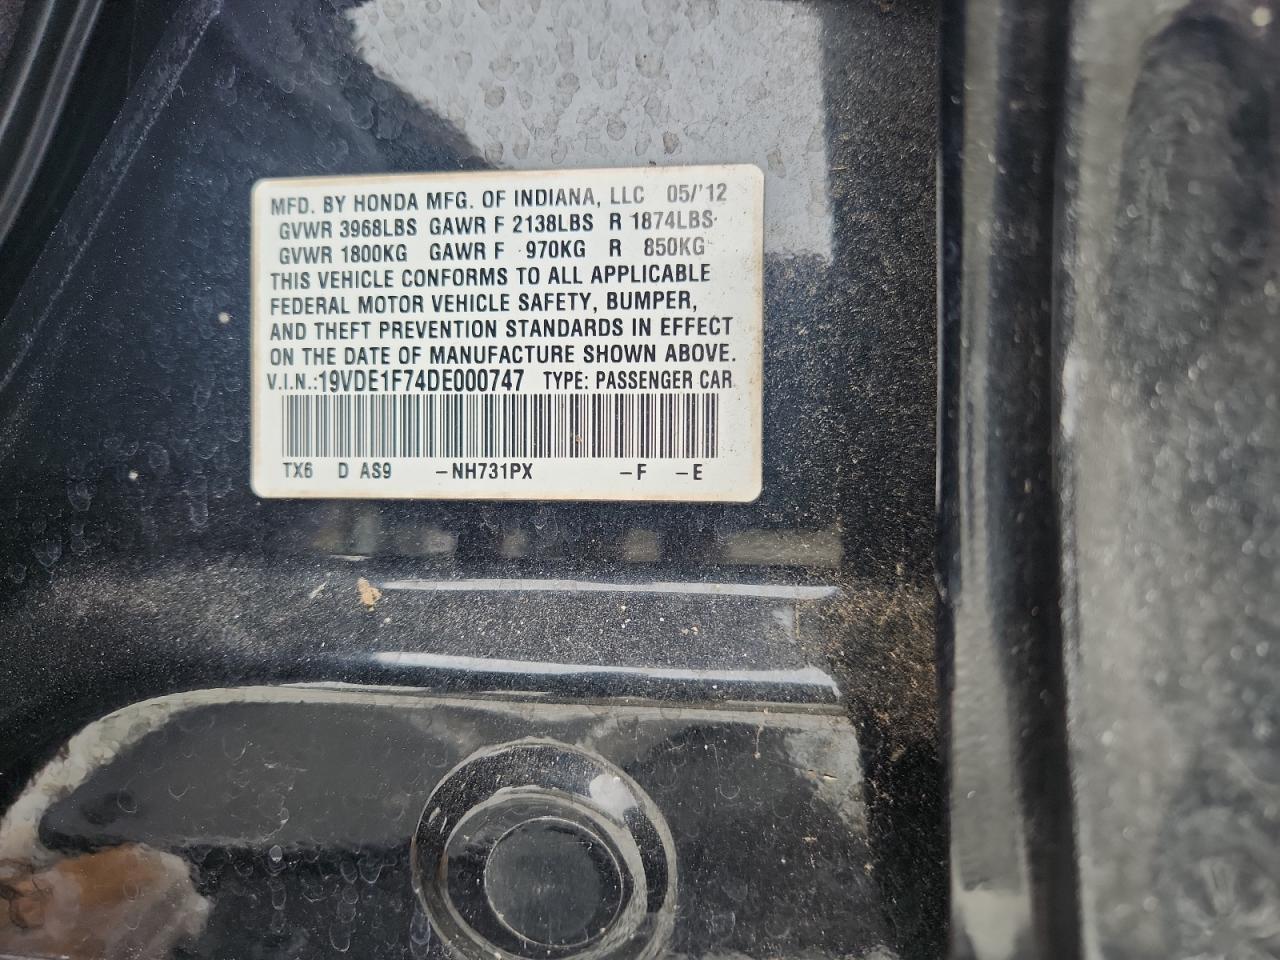 MFD. BY HONDA MFG. OF INDIANA, LLC 05/'12
GVWR 3968LBS GAWR F 2138LBS R 1874LBS
GVWR 1800KG GAWR F 970KG R 850KG
THIS VEHICLE CONFORMS TO ALL APPLICABLE
FEDERAL MOTOR VEHICLE SAFETY, BUMPER,
AND THEFT PREVENTION STANDARDS IN EFFECT
ON THE DATE OF MANUFACTURE SHOWN ABOVE.
V.I.N.:19VDE1F74DE000747 TYPE: PASSENGER CAR
TX6 D AS9 -NH731PX -F -E